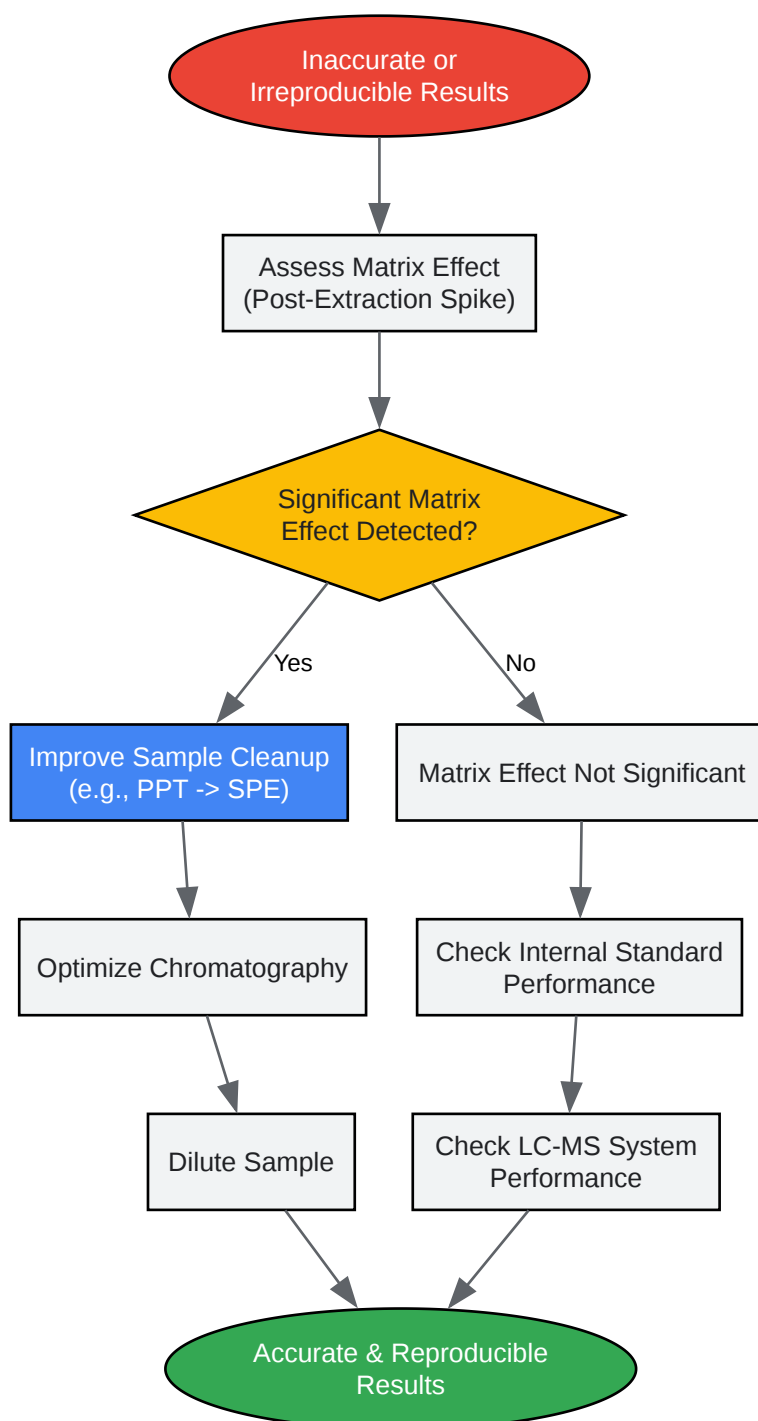 Inaccurate or
Irreproducible Results
Assess Matrix Effect
(Post-Extraction Spike)
Significant Matrix
Effect Detected?
Yes
No
Improve Sample Cleanup
(e.g., PPT -> SPE)
Matrix Effect Not Significant
Optimize Chromatography
Check Internal Standard
Performance
Dilute Sample
Check LC-MS System
Performance
Accurate & Reproducible
Results